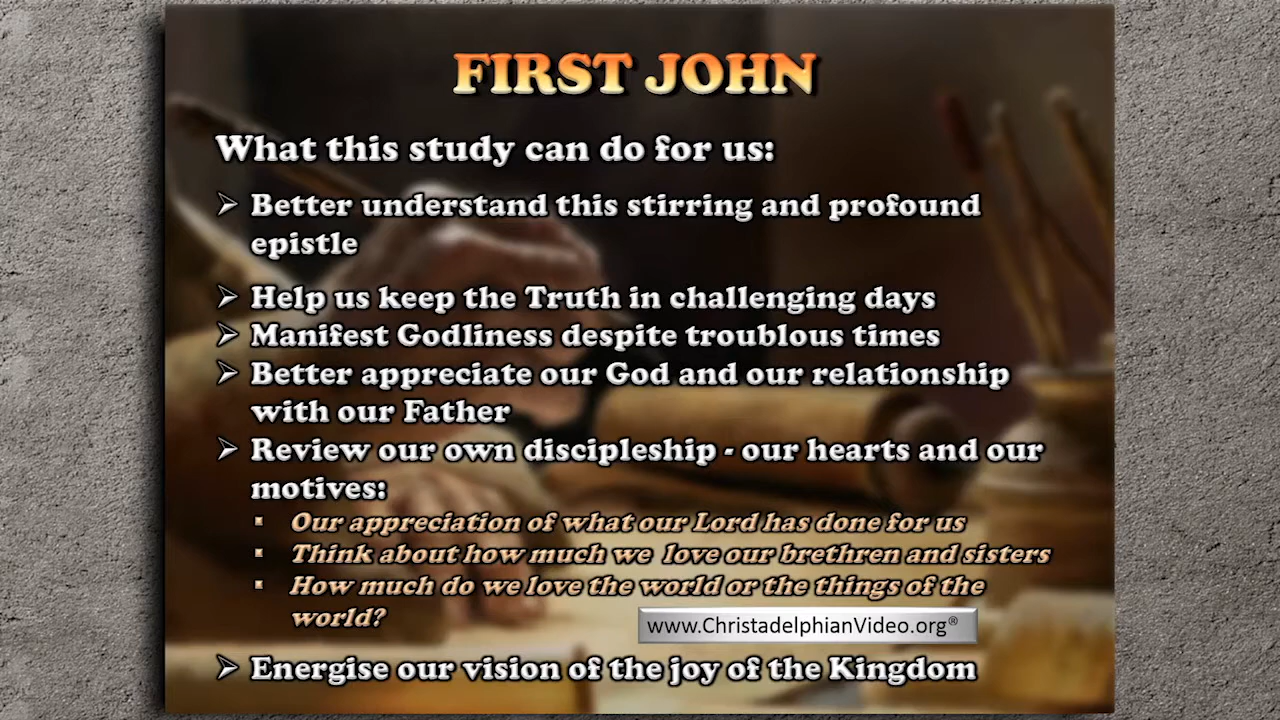 FIRST JOHN
What this study can do for us:
➢ Better understand this stirring and profound
epistle
➢ Help us keep the Truth in challenging days
➢ Manifest Godliness despite troublous times
➢ Better appreciate our God and our relationship
with our Father
➢ Review our own discipleship - our hearts and our
motives:
▪ Our appreciation of what our Lord has done for us
▪ Think about how much we love our brethren and sisters
▪ How much do we love the world or the things of the
world?
www.ChristadelphianVideo.org®
➢ Energise our vision of the joy of the Kingdom